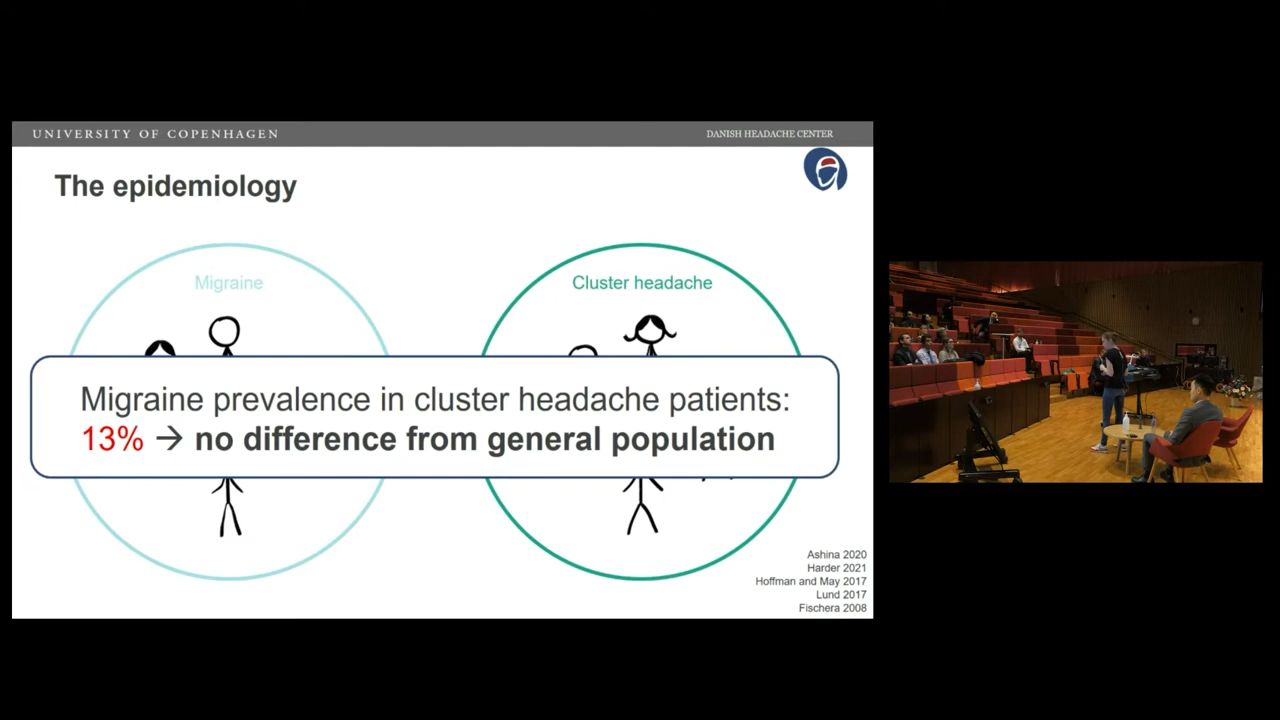 UNIVERSITY OF COPENHAGEN
DANISH HEADACHE CENTER
The epidemiology
Migraine
Cluster headache
Migraine prevalence in cluster headache patients:
13% → no difference from general population
Ashina 2020
Harder 2021
Hoffman and May 2017
Lund 2017
Fischera 2008